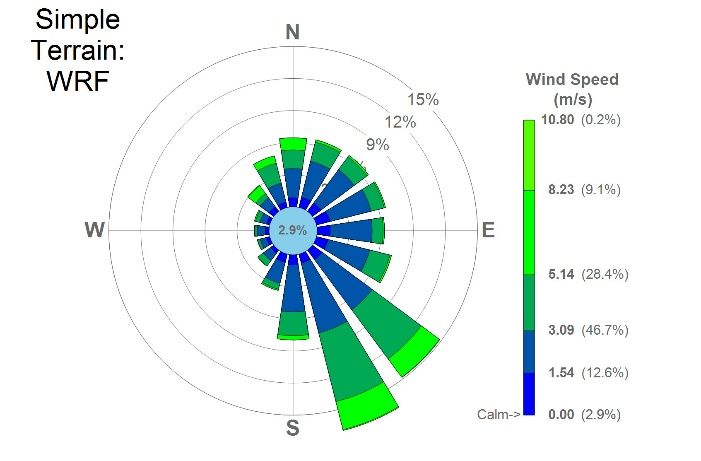 Simple
Terrain:
WRF
N
15%
12%
9%
W
2.9%
E
S
Wind Speed
(m/s)
10.80 (0.2%)
8.23 (9.1%)
5.14 (28.4%)
3.09 (46.7%)
1.54 (12.6%)
Calm-> 0.00 (2.9%)